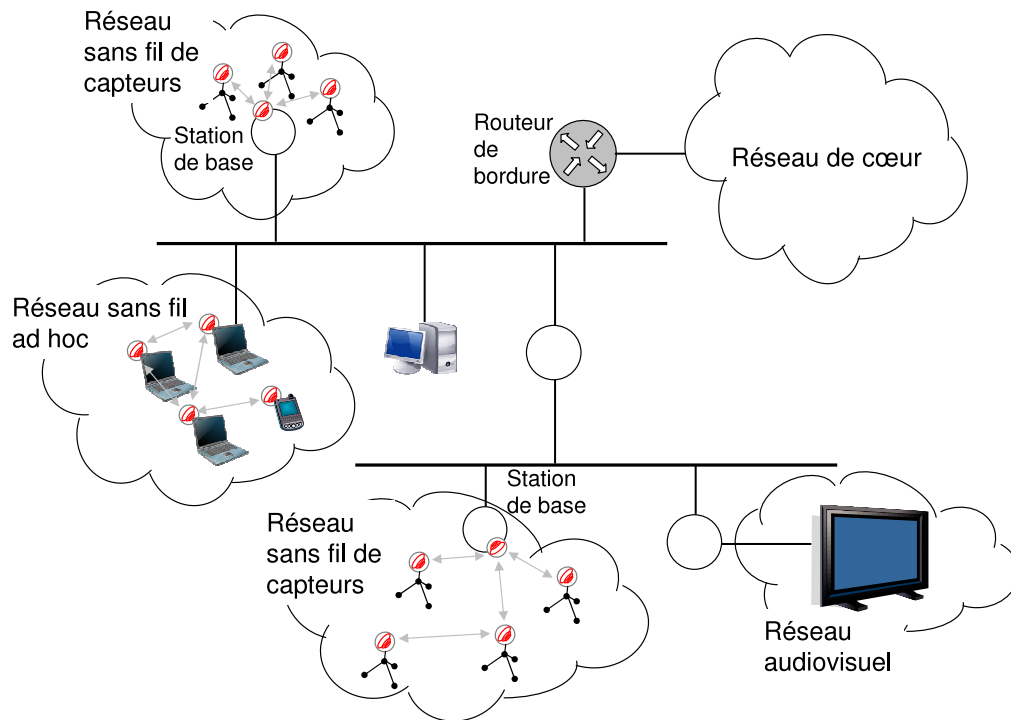 Réseau
sans fil de
capteurs
Station
de base
Routeur
de
bordure
Réseau de cœur
Réseau sans fil
ad hoc
Station
de base
Réseau
sans fil de
capteurs
Réseau
audiovisuel